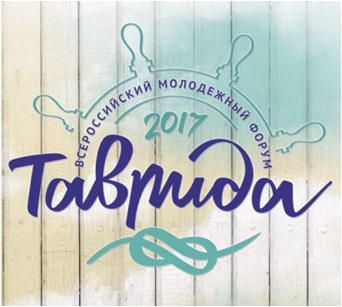 ВСЕРОССИЙСКИЙ МОЛОДЕЖНЫЙ ФОРУМ
2017
Таврида